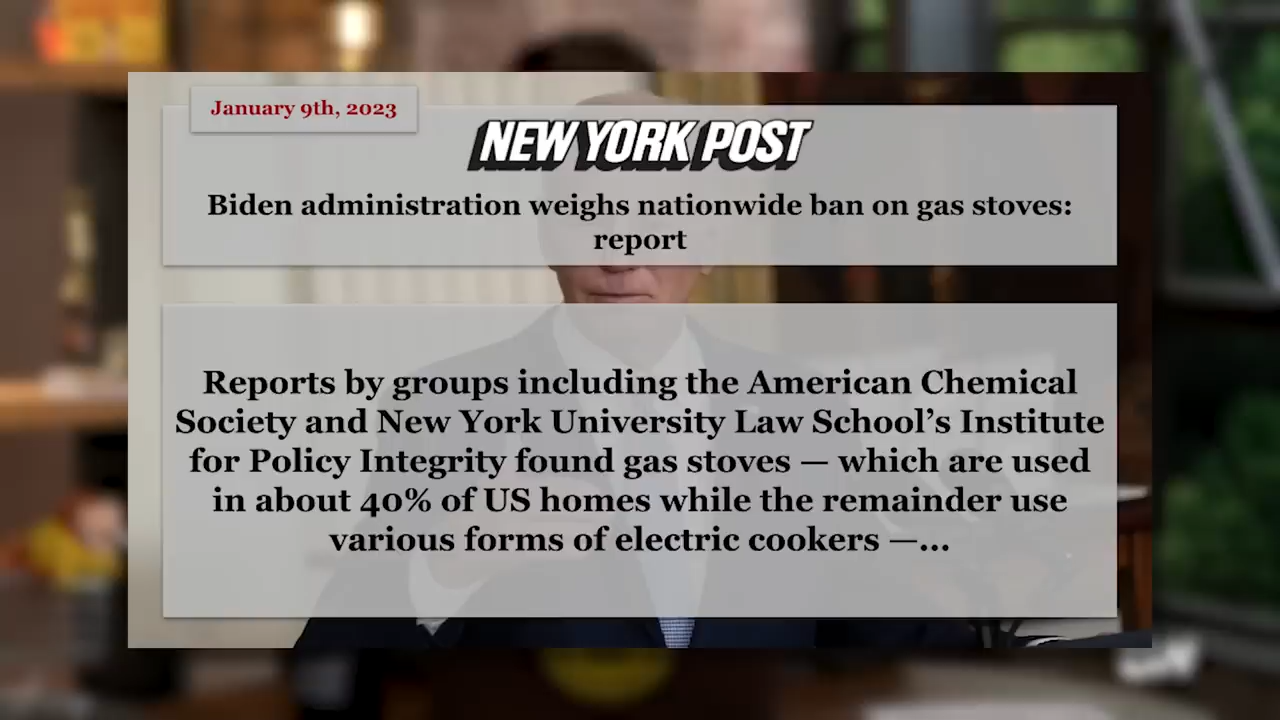 January 9th, 2023
NEW YORK POST
Biden administration weighs nationwide ban on gas stoves:
report
Reports by groups including the American Chemical
Society and New York University Law School’s Institute
for Policy Integrity found gas stoves — which are used
in about 40% of US homes while the remainder use
various forms of electric cookers —...